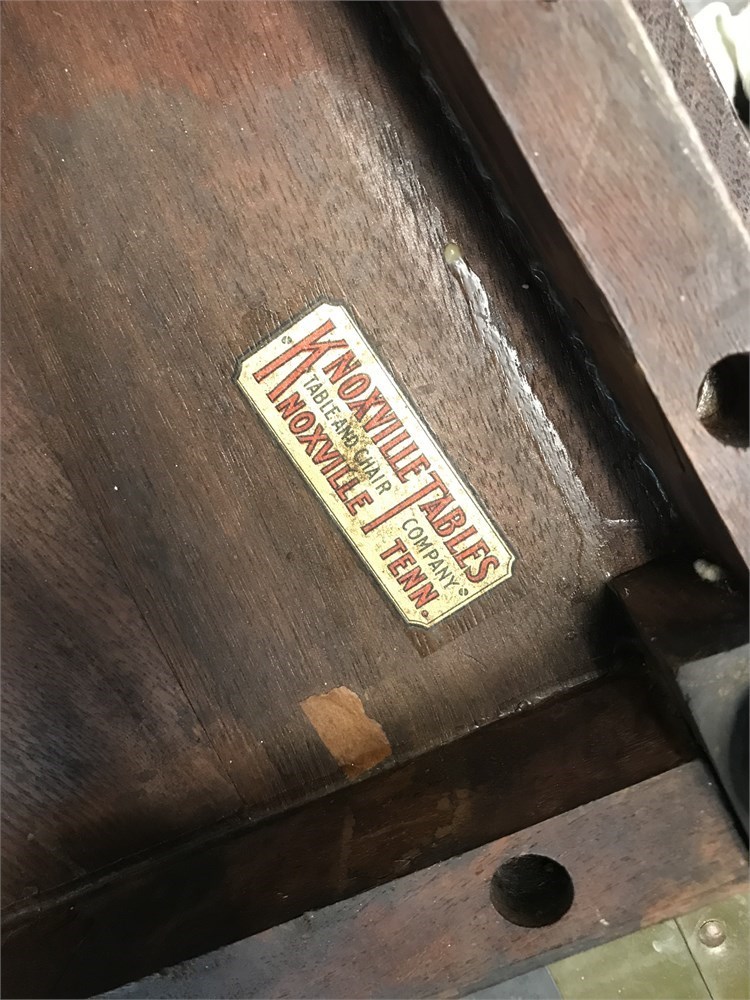 KNOXVILLE TABLES
TABLE AND CHAIR COMPANY
KNOXVILLE TENN.